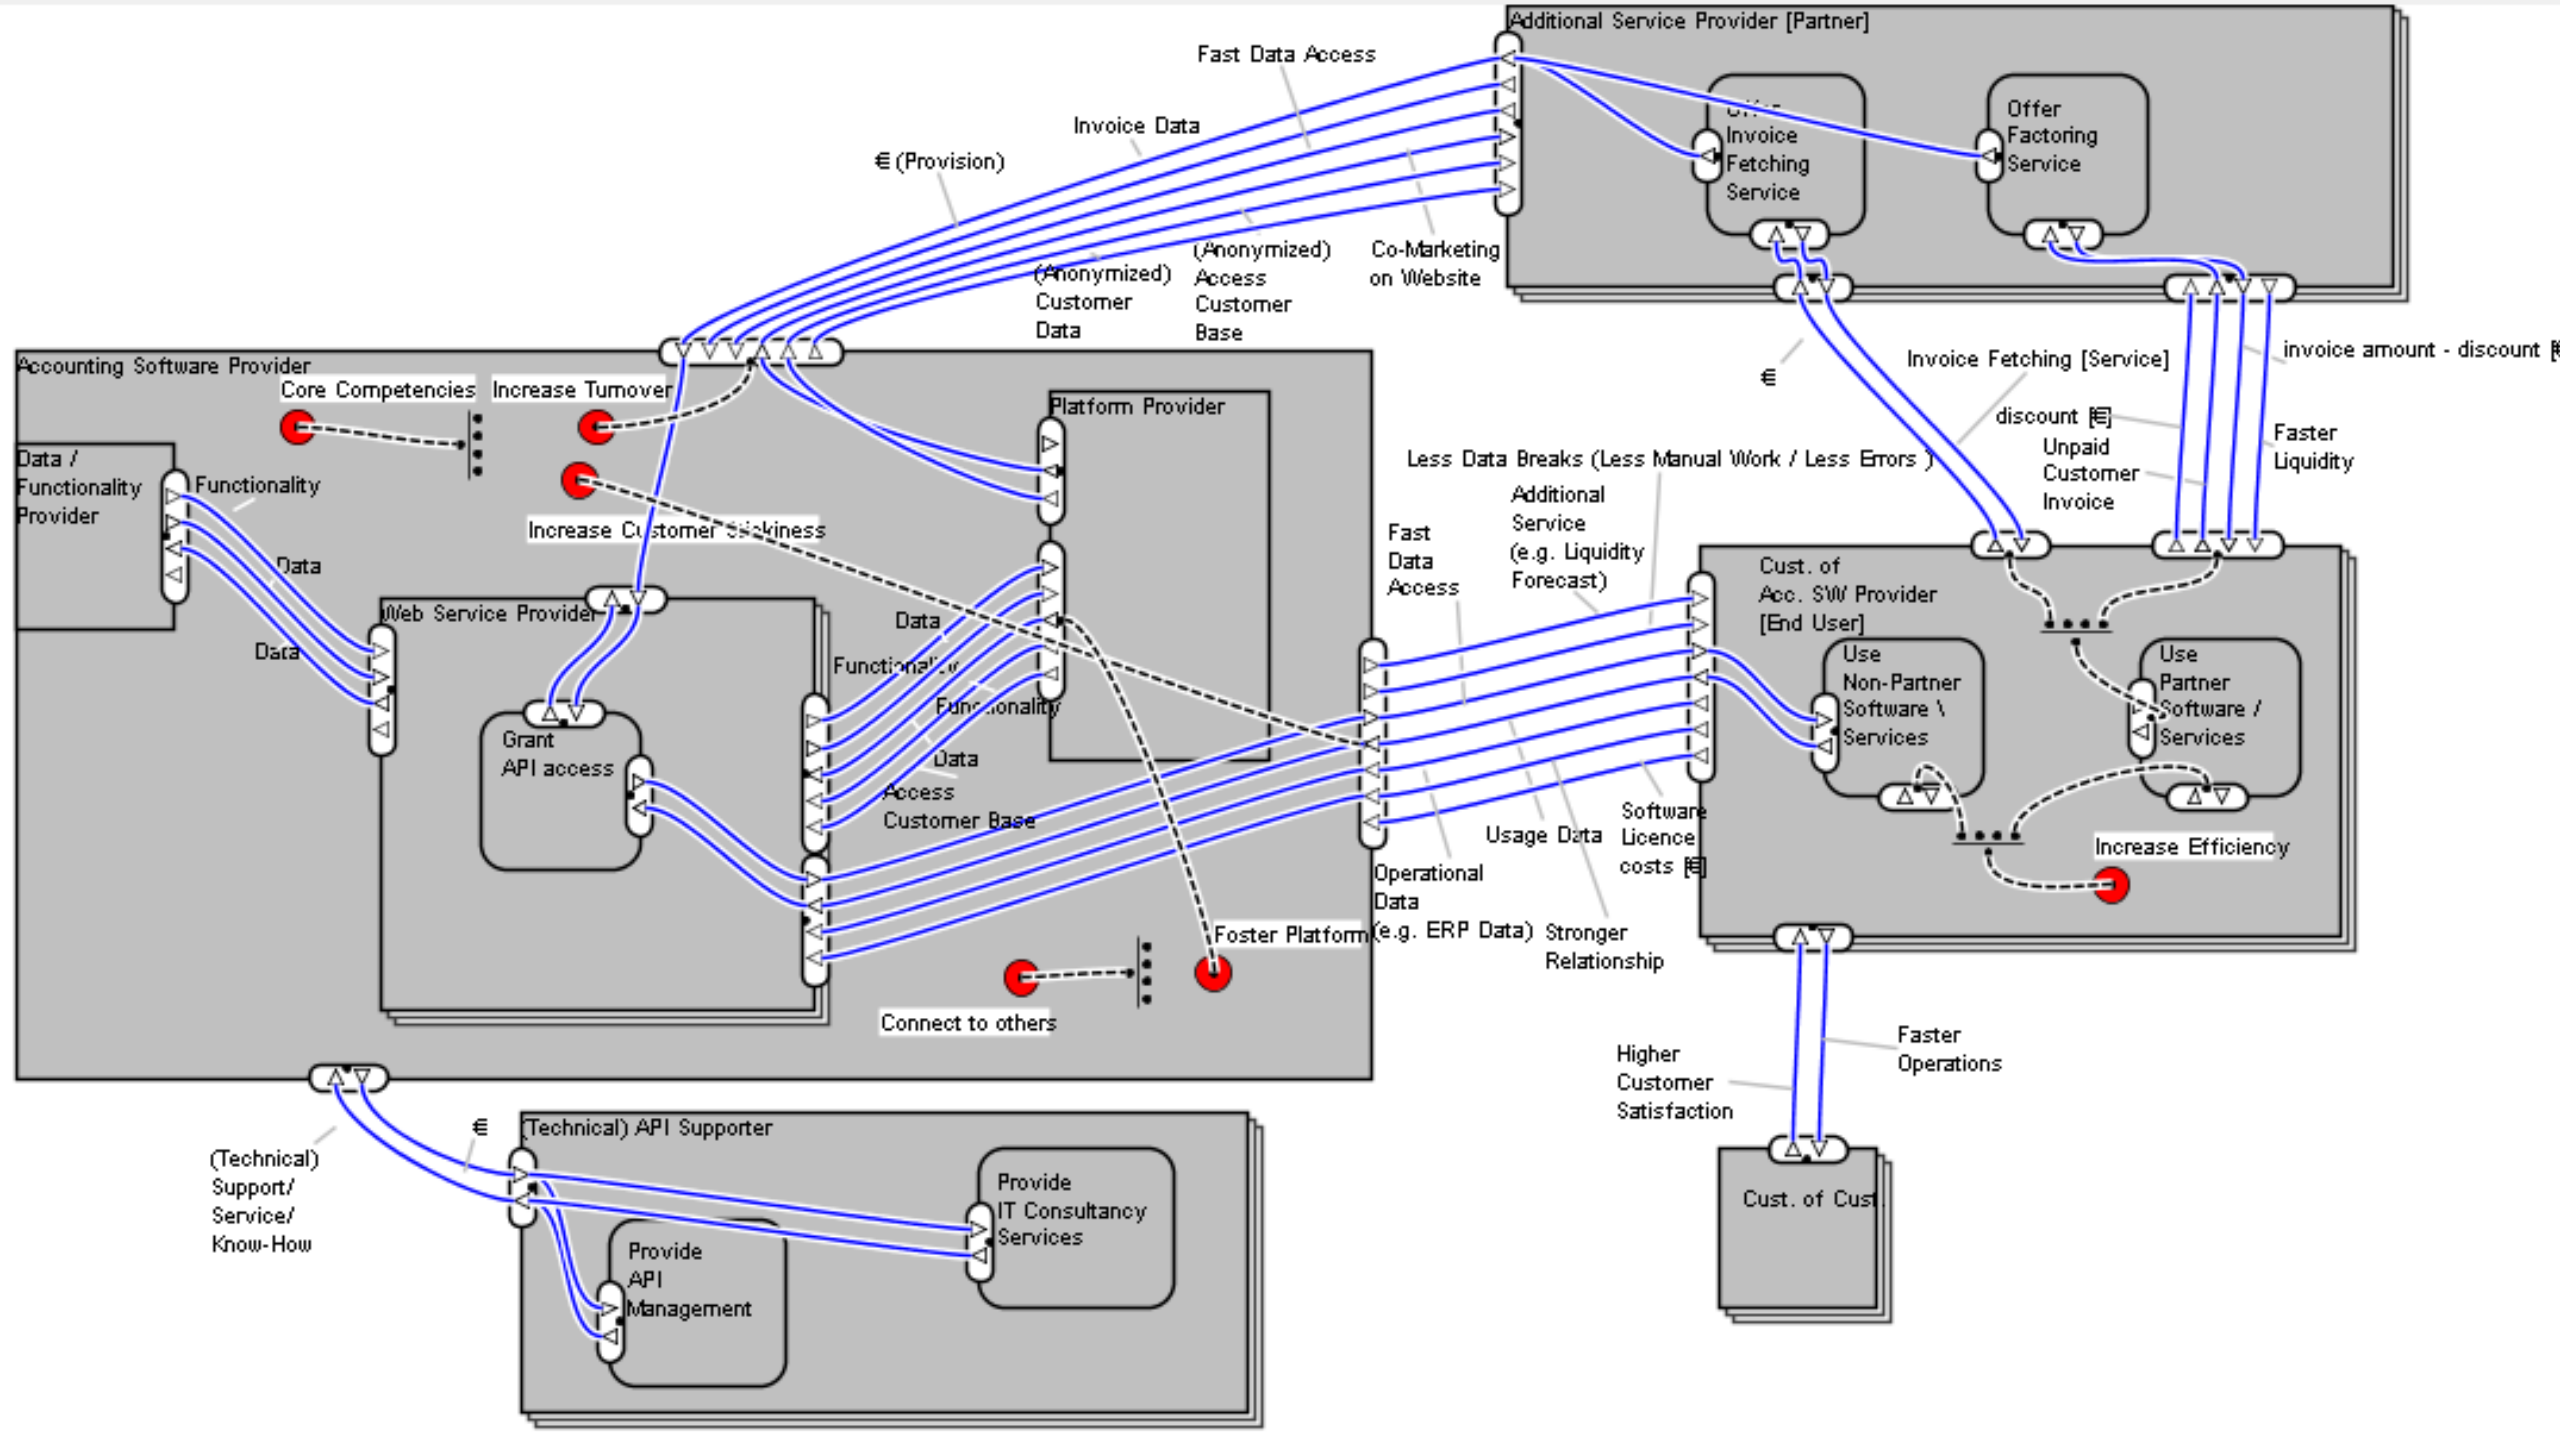 Additional Service Provider [Partner]
Fast Data Access
Invoice Data
€ (Provision)
Offer
Invoice
Fetching
Service
Offer
Factoring
Service
(Anonymized)
Customer
Data
(Anonymized)
Access
Customer
Base
Co-Marketing
on Website
Accounting Software Provider
Core Competencies
Increase Turnover
Platform Provider
Data /
Functionality
Provider
Functionality
Data
Data
Increase Customer Stickiness
Web Service Provider
Grant
API access
Data
Functionality
Functionality
Data
Access
Customer Base
Connect to others
Foster Platform
€
Invoice Fetching [Service]
invoice amount - discount [€
discount [€]
Unpaid
Customer
Invoice
Faster
Liquidity
Less Data Breaks (Less Manual Work / Less Errors )
Additional
Service
(e.g. Liquidity
Forecast)
Fast
Data
Access
Cust. of
Acc. SW Provider
[End User]
Use
Non-Partner
Software \
Services
Use
Partner
Software /
Services
Increase Efficiency
Software
Licence
costs [€]
Usage Data
Operational
Data
(e.g. ERP Data)
Stronger
Relationship
Higher
Customer
Satisfaction
Faster
Operations
Cust. of Cust.
(Technical)
Support/
Service/
Know-How
€
(Technical) API Supporter
Provide
IT Consultancy
Services
Provide
API
Management